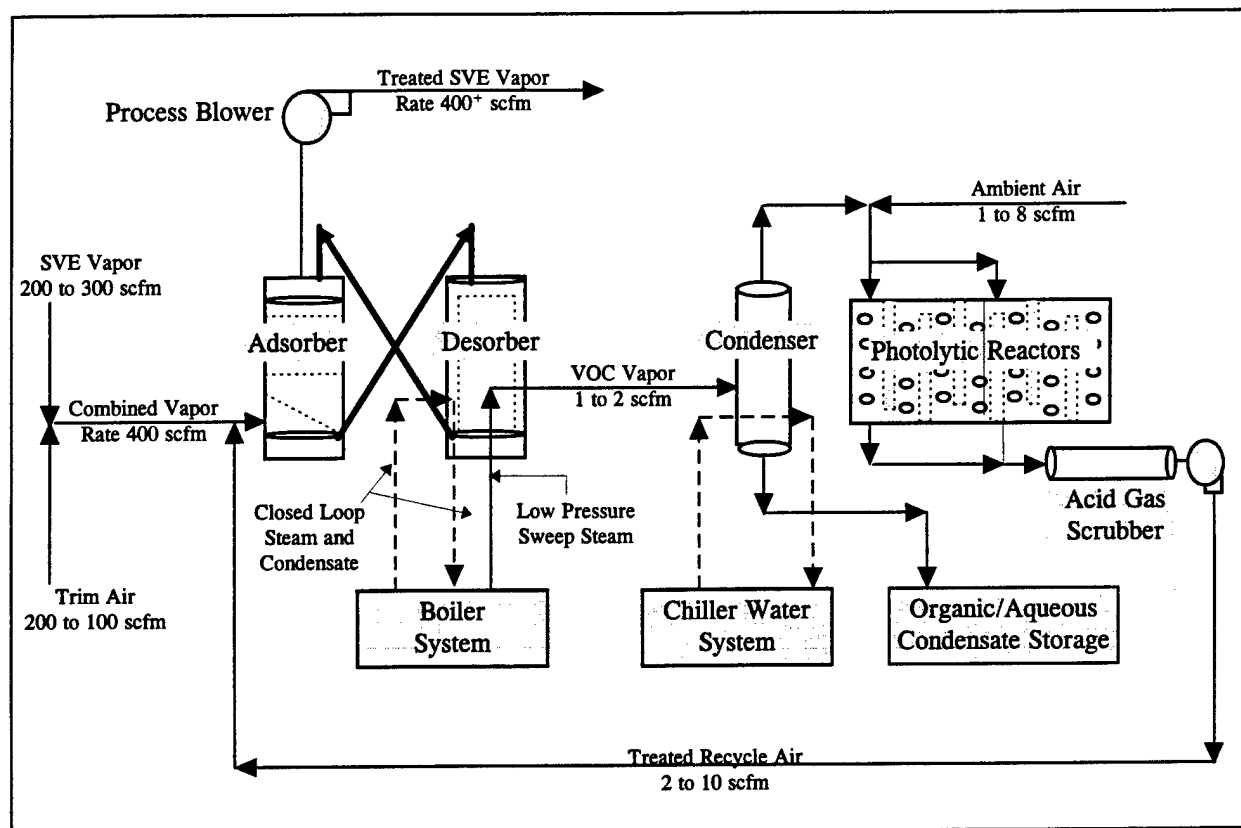 Treated SVE Vapor
Rate 400⁺ scfm
Process Blower
Ambient Air
1 to 8 scfm
SVE Vapor
200 to 300 scfm
Adsorber
Desorber
Condenser
Photolytic Reactors
VOC Vapor
1 to 2 scfm
Combined Vapor
Rate 400 scfm
Closed Loop
Steam and
Condensate
Low Pressure
Sweep Steam
Acid Gas
Scrubber
Trim Air
200 to 100 scfm
Boiler
System
Chiller Water
System
Organic/Aqueous
Condensate Storage
Treated Recycle Air
2 to 10 scfm